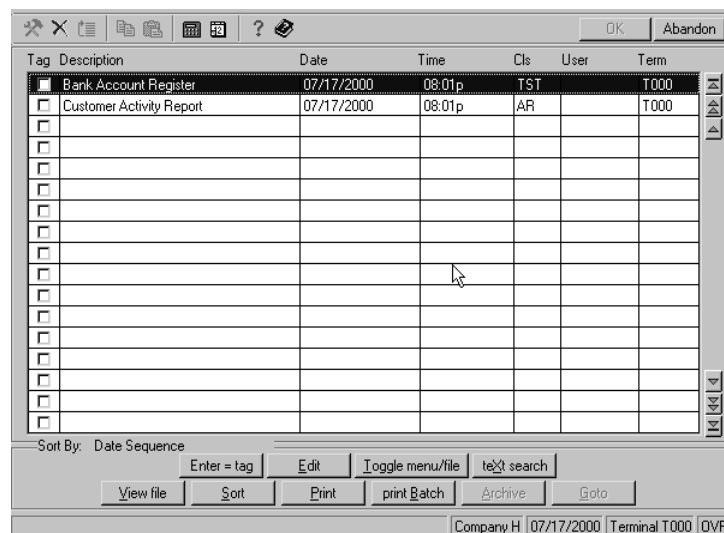 OK Abandon
Tag Description Date Time Cls User Term
Bank Account Register 07/17/2000 08:01p TST T000
Customer Activity Report 07/17/2000 08:01p AR T000
Sort By: Date Sequence
Enter = tag Edit Toggle menu/file teXt search
View file Sort Print print Batch Archive Goto
Company H 07/17/2000 Terminal T000 OVR